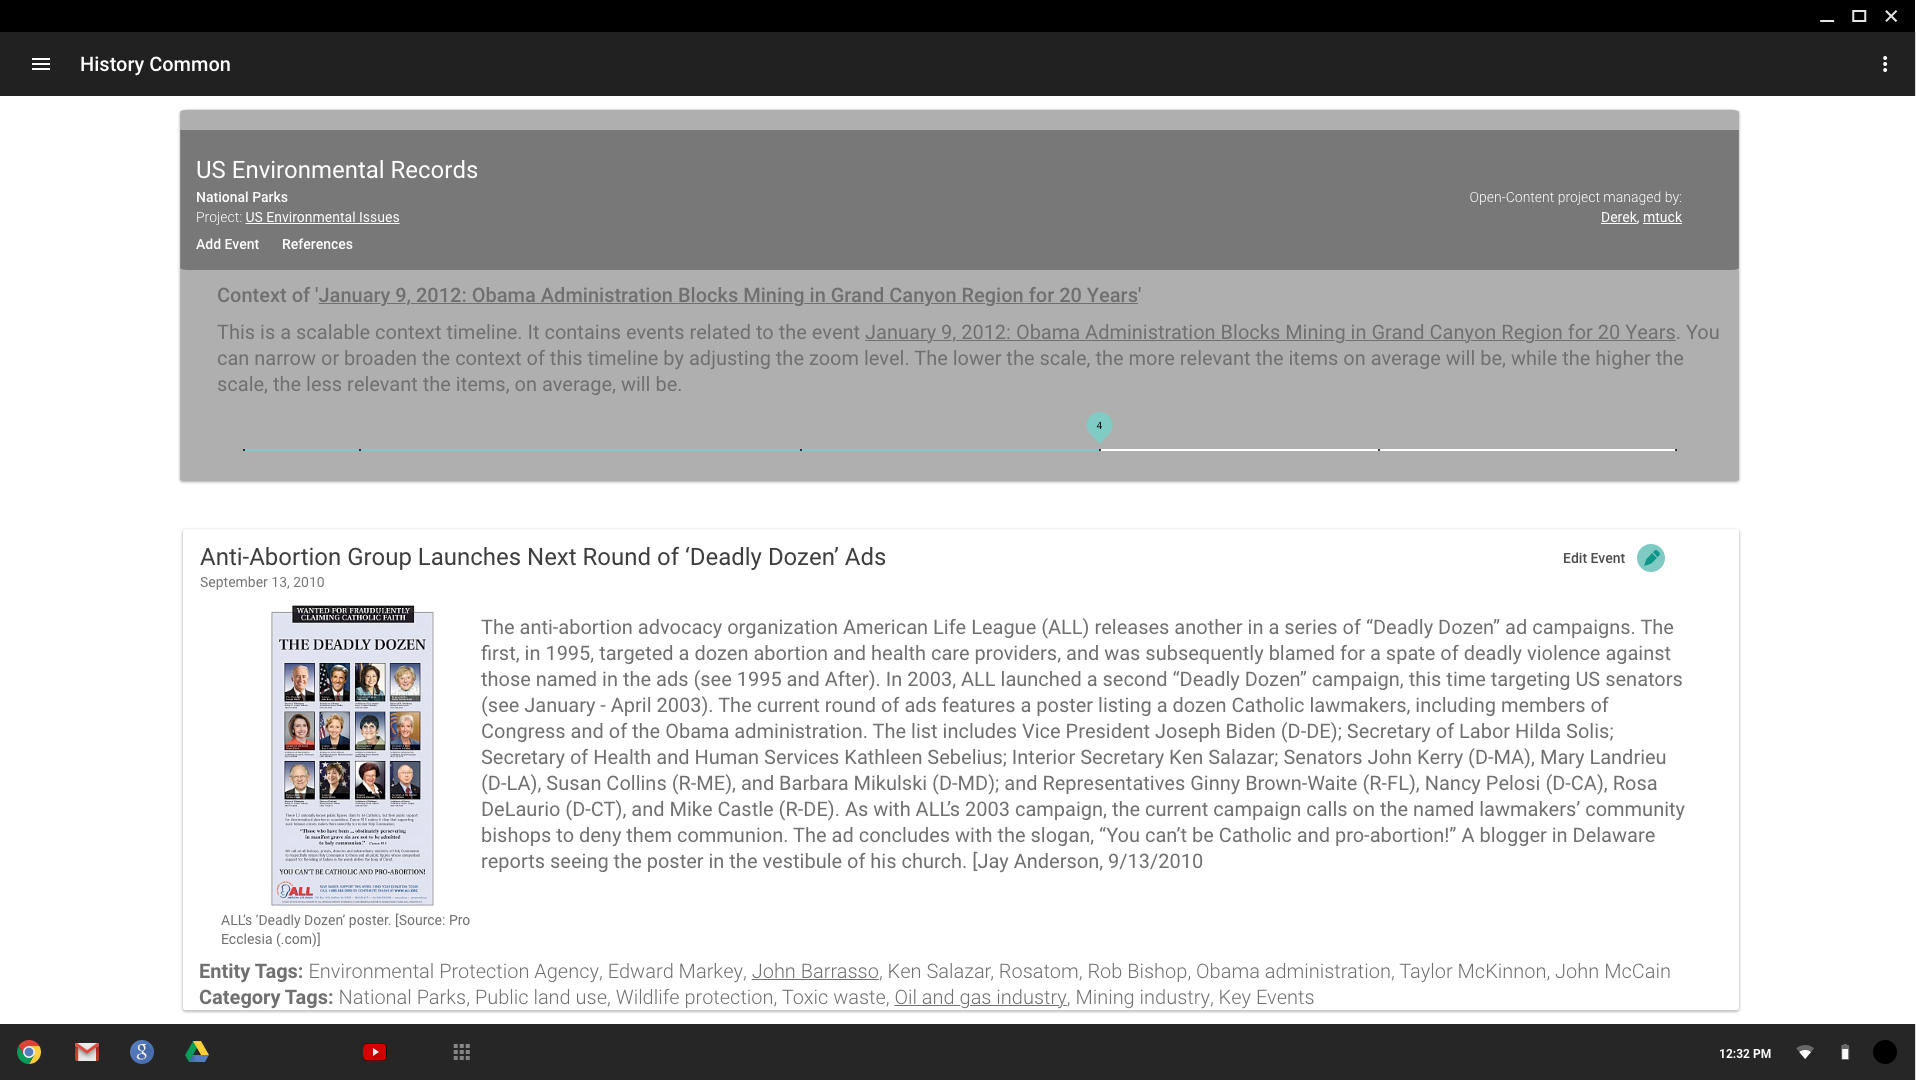 History Common
US Environmental Records
National Parks
Project: US Environmental Issues
Open-Content project managed by:
Derek, mtuck
Add Event References
Context of 'January 9, 2012: Obama Administration Blocks Mining in Grand Canyon Region for 20 Years'
This is a scalable context timeline. It contains events related to the event January 9, 2012: Obama Administration Blocks Mining in Grand Canyon Region for 20 Years. You
can narrow or broaden the context of this timeline by adjusting the zoom level. The lower the scale, the more relevant the items on average will be, while the higher the
scale, the less relevant the items, on average, will be.
4
Anti-Abortion Group Launches Next Round of ‘Deadly Dozen’ Ads
Edit Event
September 13, 2010
WANTED FOR FRAUDULENTLY
CLAIMING CATHOLIC FAITH
THE DEADLY DOZEN
"Those who have been ... obstinately persevering
in manifest grave sin are not to be admitted
to holy communion."
YOU CAN'T BE CATHOLIC AND PRO-ABORTION!
ALL
The anti-abortion advocacy organization American Life League (ALL) releases another in a series of “Deadly Dozen” ad campaigns. The
first, in 1995, targeted a dozen abortion and health care providers, and was subsequently blamed for a spate of deadly violence against
those named in the ads (see 1995 and After). In 2003, ALL launched a second “Deadly Dozen” campaign, this time targeting US senators
(see January - April 2003). The current round of ads features a poster listing a dozen Catholic lawmakers, including members of
Congress and of the Obama administration. The list includes Vice President Joseph Biden (D-DE); Secretary of Labor Hilda Solis;
Secretary of Health and Human Services Kathleen Sebelius; Interior Secretary Ken Salazar; Senators John Kerry (D-MA), Mary Landrieu
(D-LA), Susan Collins (R-ME), and Barbara Mikulski (D-MD); and Representatives Ginny Brown-Waite (R-FL), Nancy Pelosi (D-CA), Rosa
DeLaurio (D-CT), and Mike Castle (R-DE). As with ALL’s 2003 campaign, the current campaign calls on the named lawmakers’ community
bishops to deny them communion. The ad concludes with the slogan, “You can’t be Catholic and pro-abortion!” A blogger in Delaware
reports seeing the poster in the vestibule of his church. [Jay Anderson, 9/13/2010
ALL’s ‘Deadly Dozen’ poster. [Source: Pro
Ecclesia (.com)]
Entity Tags: Environmental Protection Agency, Edward Markey, John Barrasso, Ken Salazar, Rosatom, Rob Bishop, Obama administration, Taylor McKinnon, John McCain
Category Tags: National Parks, Public land use, Wildlife protection, Toxic waste, Oil and gas industry, Mining industry, Key Events
12:32 PM